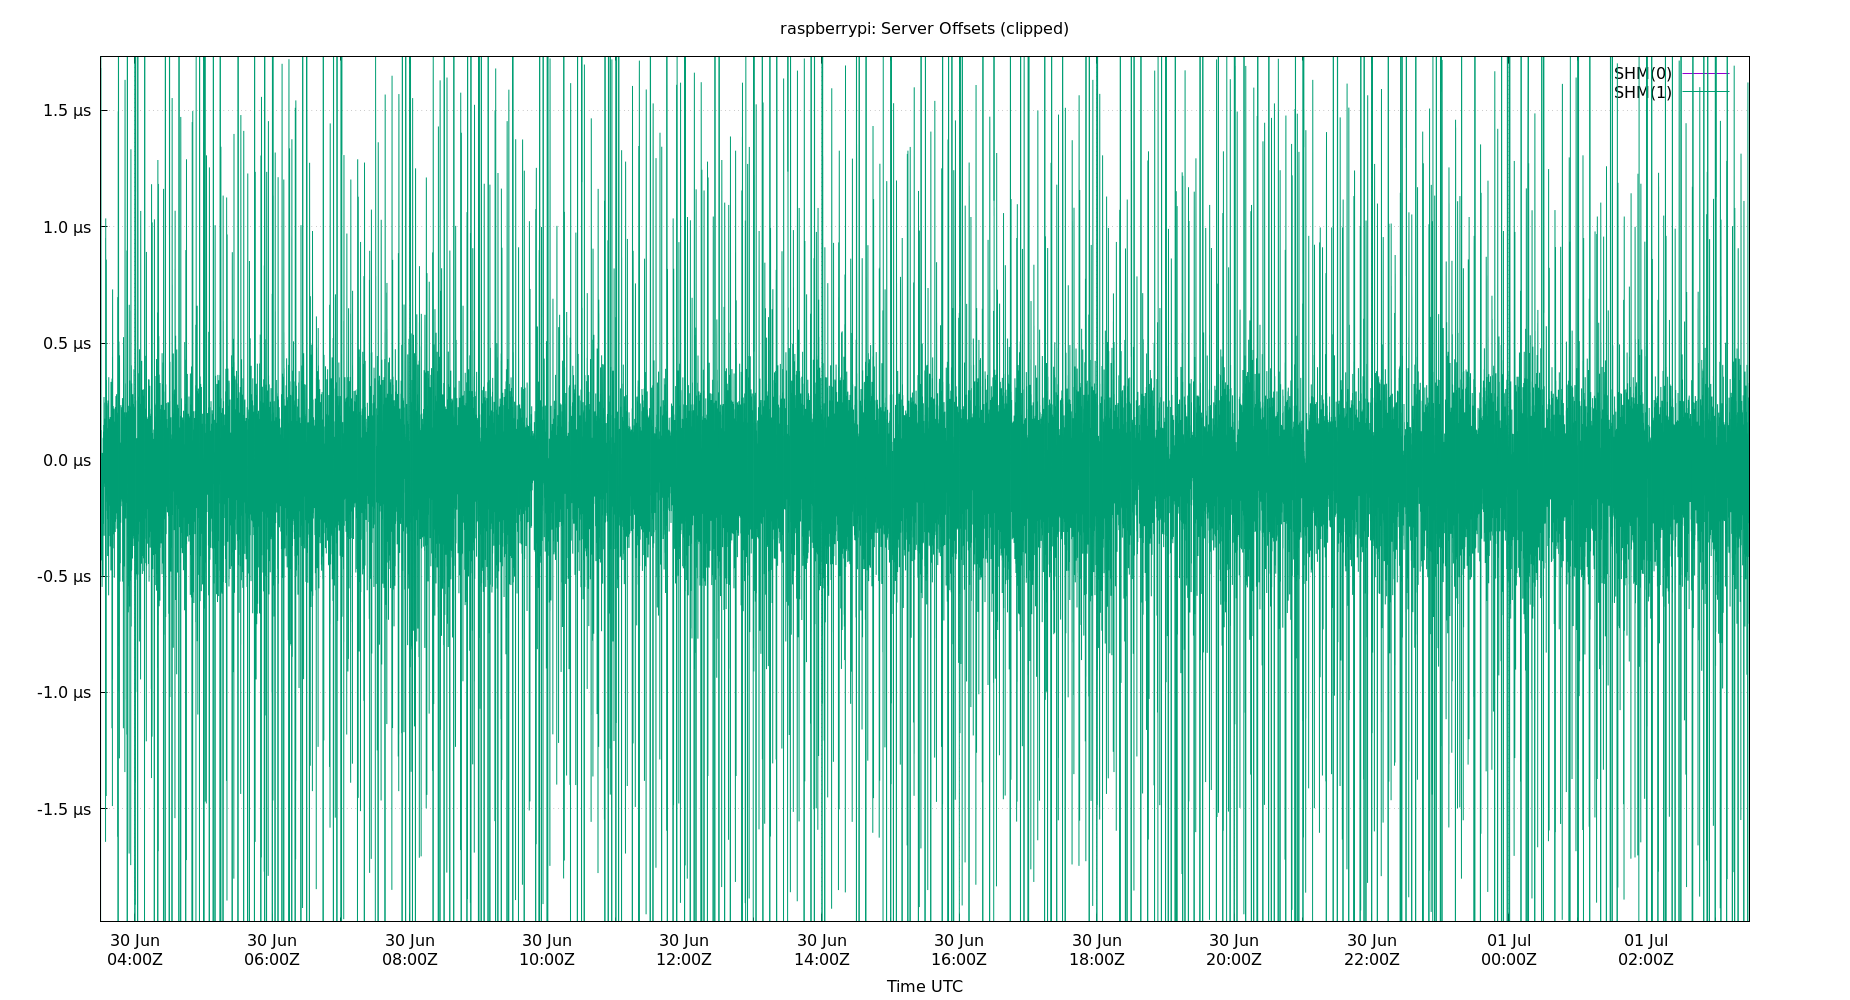 raspberrypi: Server Offsets (clipped)
SHM(0)
SHM(1)
1.5 µs
1.0 µs
0.5 µs
0.0 µs
-0.5 µs
-1.0 µs
-1.5 µs
30 Jun 30 Jun 30 Jun 30 Jun 30 Jun 30 Jun 30 Jun 30 Jun 30 Jun 30 Jun 01 Jul 01 Jul
04:00Z 06:00Z 08:00Z 10:00Z 12:00Z 14:00Z 16:00Z 18:00Z 20:00Z 22:00Z 00:00Z 02:00Z
Time UTC